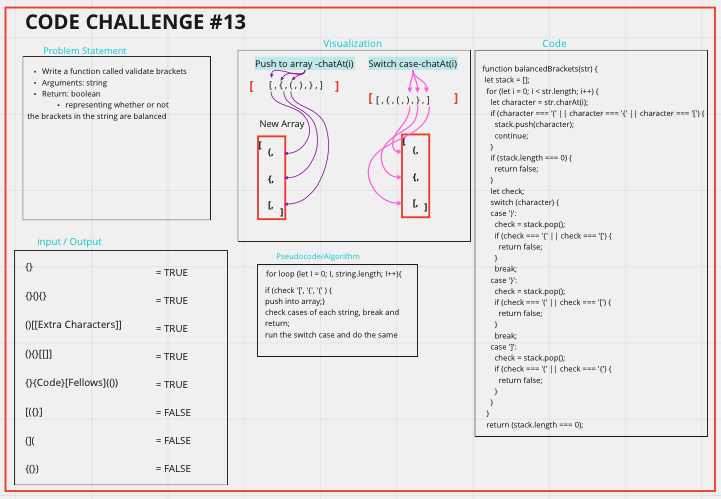 CODE CHALLENGE #13
Problem Statement
• Write a function called validate brackets
• Arguments: string
• Return: boolean
• representing whether or not
the brackets in the string are balanced
Visualization
Push to array -chatAt(i)
Switch case-chatAt(i)
[ [,{,(,),},] ]
[ [,{,(,),},] ]
New Array
[
(,
{,
[,
]
[
(,
{,
[,
]
input / Output
{} = TRUE
{}(){} = TRUE
()[[Extra Characters]] = TRUE
(){}[[]] = TRUE
{}{Code}[Fellows](()) = TRUE
[({}] = FALSE
(]( = FALSE
{(}) = FALSE
Pseudocode/Algorithm
for loop (let I = 0; I, string.length; I++){
if (check '[', '(', '{' ) {
push into array;}
check cases of each string, break and
return;
run the switch case and do the same
Code
function balancedBrackets(str) {
let stack = [];
for (let i = 0; i < str.length; i++) {
let character = str.charAt(i);
if (character === '(' || character === '{' || character === '[') {
stack.push(character);
continue;
}
if (stack.length === 0) {
return false;
}
let check;
switch (character) {
case ')':
check = stack.pop();
if (check === '{' || check === '[') {
return false;
}
break;
case '}':
check = stack.pop();
if (check === '(' || check === '[') {
return false;
}
break;
case ']':
check = stack.pop();
if (check === '(' || check === '{') {
return false;
}
}
}
return (stack.length === 0);